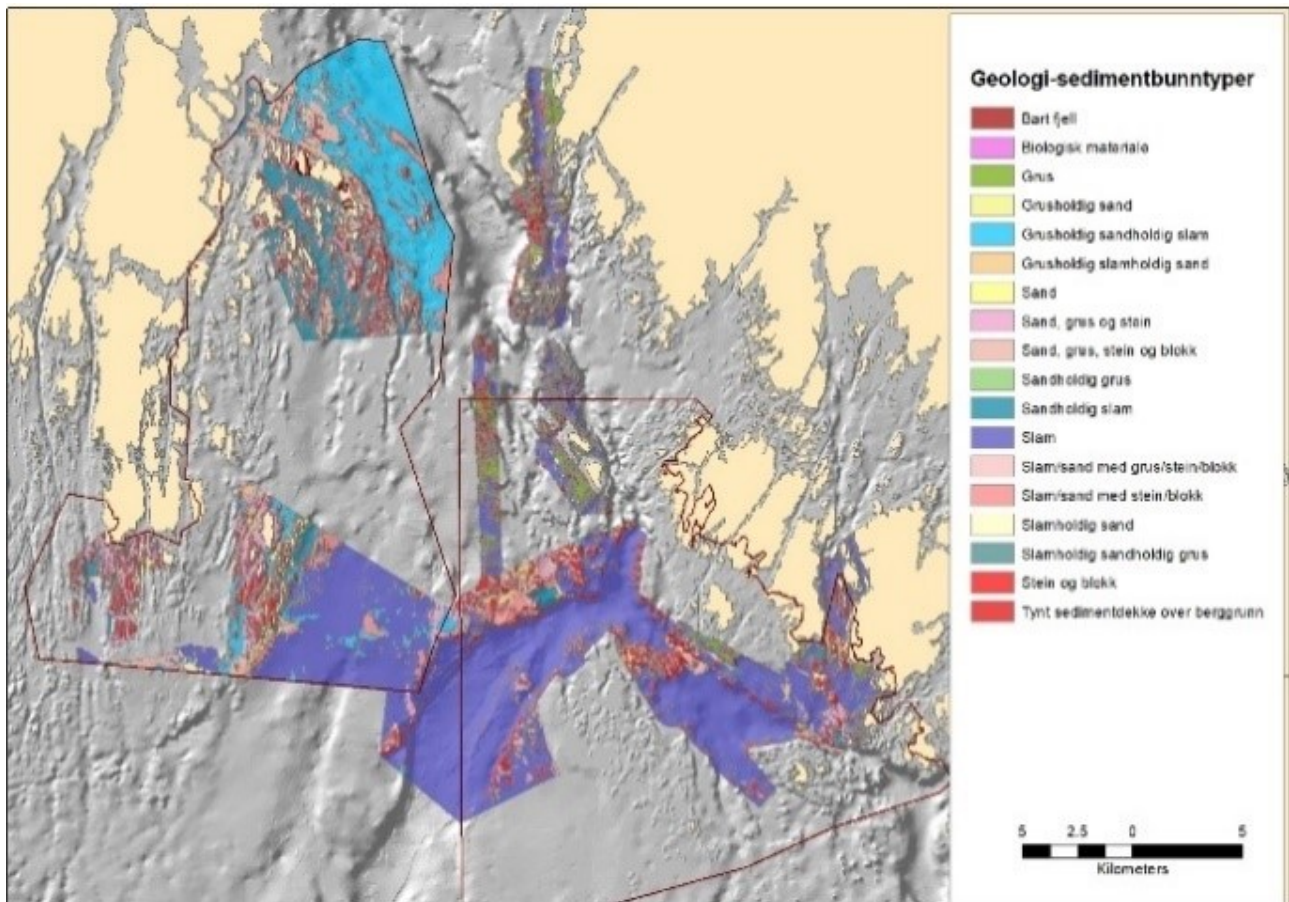 Geologi-sedimentbunntyper
Bart fjell
Biologisk materiale
Grus
Grusholdig sand
Grusholdig sandholdig slam
Grusholdig slamholdig sand
Sand
Sand, grus og stein
Sand, grus, stein og blokk
Sandholdig grus
Sandholdig slam
Slam
Slam/sand med grus/stein/blokk
Slam/sand med stein/blokk
Slamholdig sand
Slamholdig sandholdig grus
Stein og blokk
Tynt sedimentdekke over berggrunn
5 2.5 0 5
Kilometers